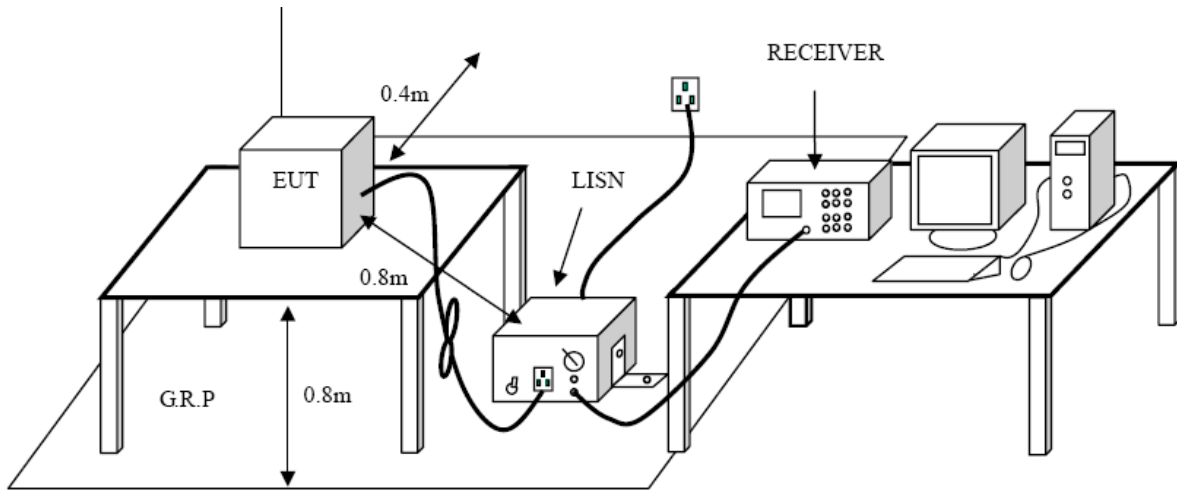 RECEIVER
0.4m
EUT
LISN
0.8m
G.R.P
0.8m